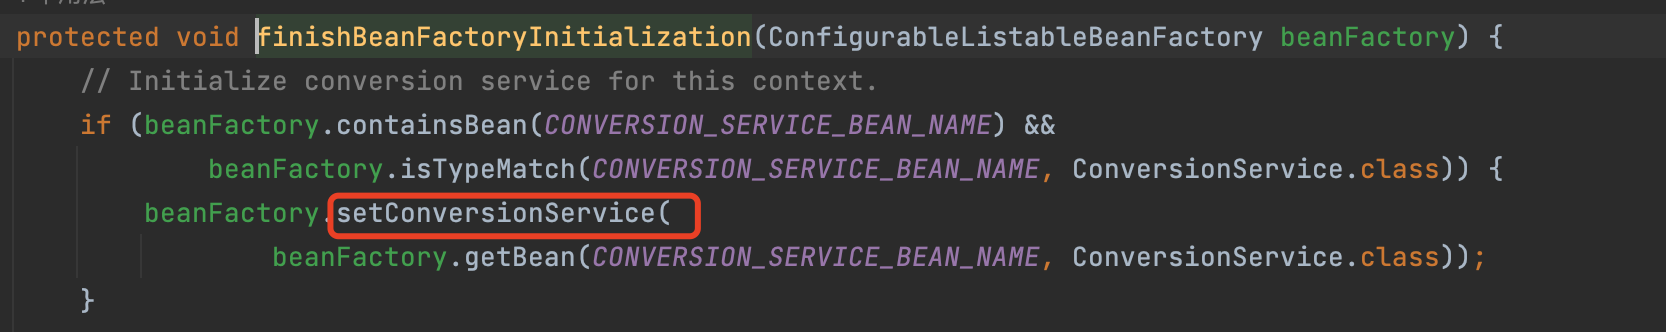 protected void finishBeanFactoryInitialization(ConfigurableListableBeanFactory beanFactory) {
// Initialize conversion service for this context.
if (beanFactory.containsBean(CONVERSION_SERVICE_BEAN_NAME) &&
beanFactory.isTypeMatch(CONVERSION_SERVICE_BEAN_NAME, ConversionService.class)) {
beanFactory.setConversionService(
beanFactory.getBean(CONVERSION_SERVICE_BEAN_NAME, ConversionService.class));
}